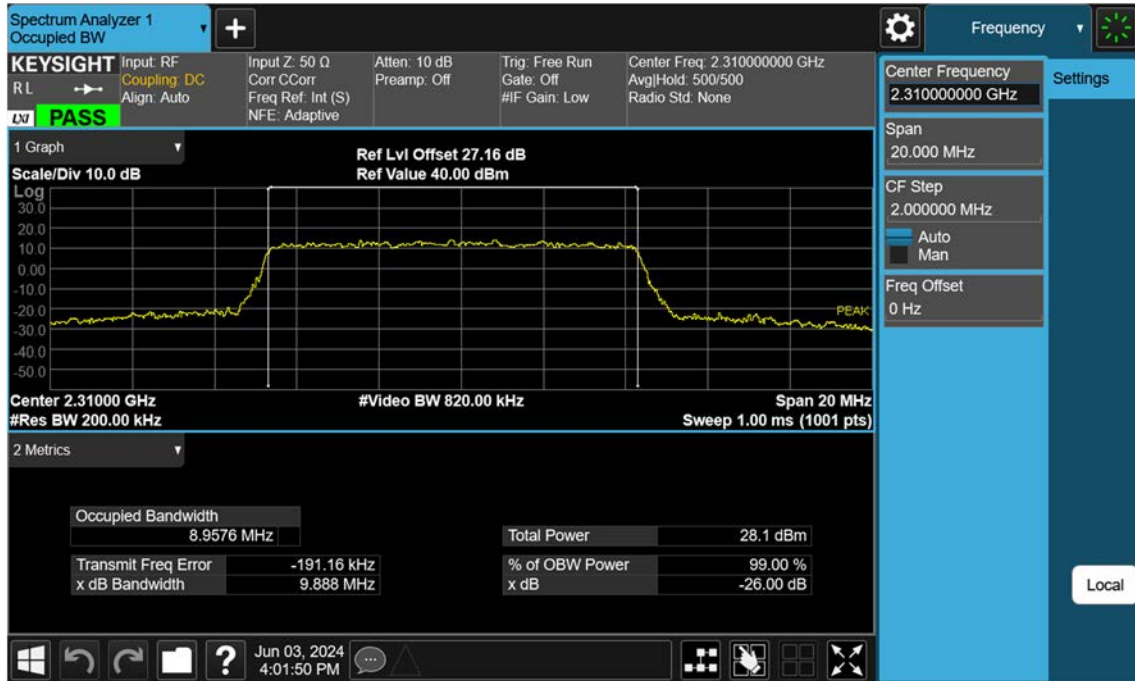 Spectrum Analyzer 1
Occupied BW
+
Frequency
KEYSIGHT
RL
LXI PASS
Input: RF
Coupling: DC
Align: Auto
Input Z: 50 Ω
Corr CCorr
Freq Ref: Int (S)
NFE: Adaptive
Atten: 10 dB
Preamp: Off
Trig: Free Run
Gate: Off
#IF Gain: Low
Center Freq: 2.310000000 GHz
Avg|Hold: 500/500
Radio Std: None
1 Graph
Scale/Div 10.0 dB
Ref Lvl Offset 27.16 dB
Ref Value 40.00 dBm
Log
30.0
20.0
10.0
0.00
-10.0
-20.0
-30.0
-40.0
-50.0
PEAK
Center 2.31000 GHz
#Video BW 820.00 kHz
Span 20 MHz
#Res BW 200.00 kHz
Sweep 1.00 ms (1001 pts)
2 Metrics
Occupied Bandwidth
8.9576 MHz
Total Power 28.1 dBm
Transmit Freq Error -191.16 kHz
% of OBW Power 99.00 %
x dB Bandwidth 9.888 MHz
x dB -26.00 dB
Center Frequency
2.310000000 GHz
Settings
Span
20.000 MHz
CF Step
2.000000 MHz
Auto
Man
Freq Offset
0 Hz
Local
?
Jun 03, 2024
4:01:50 PM